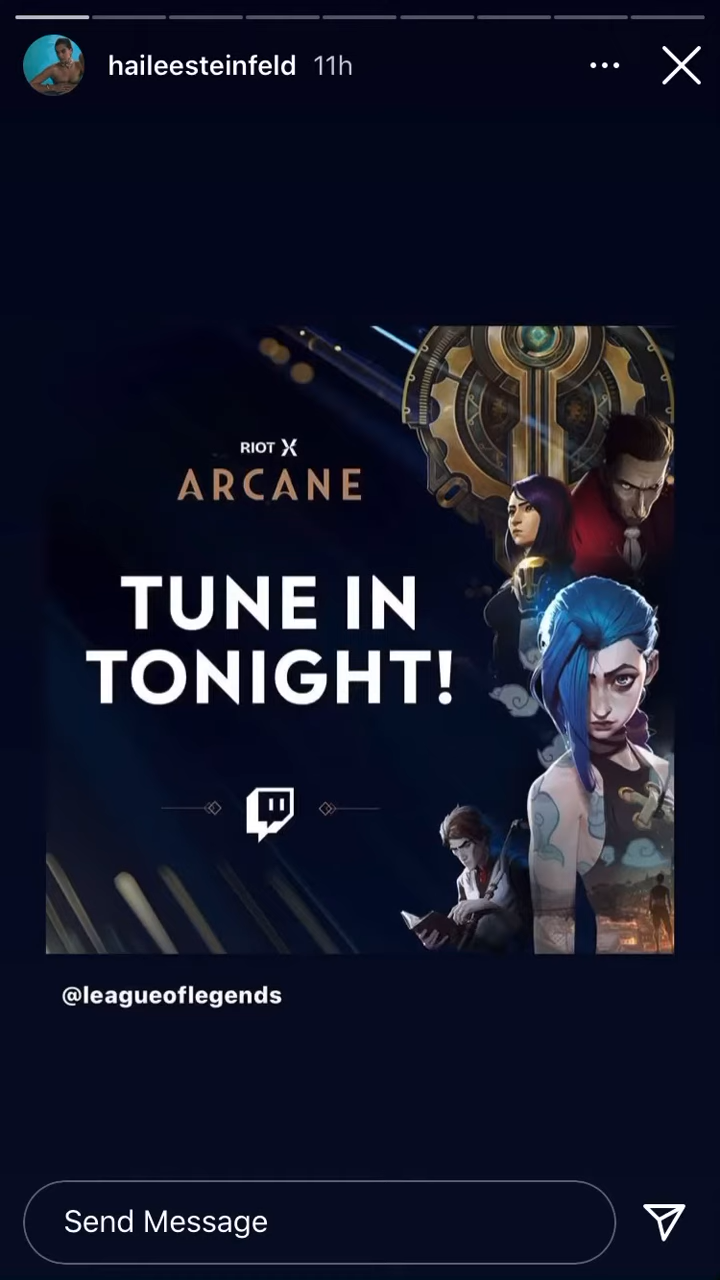 haileesteinfeld 11h
RIOT X
ARCANE
TUNE IN
TONIGHT!
@leagueoflegends
Send Message